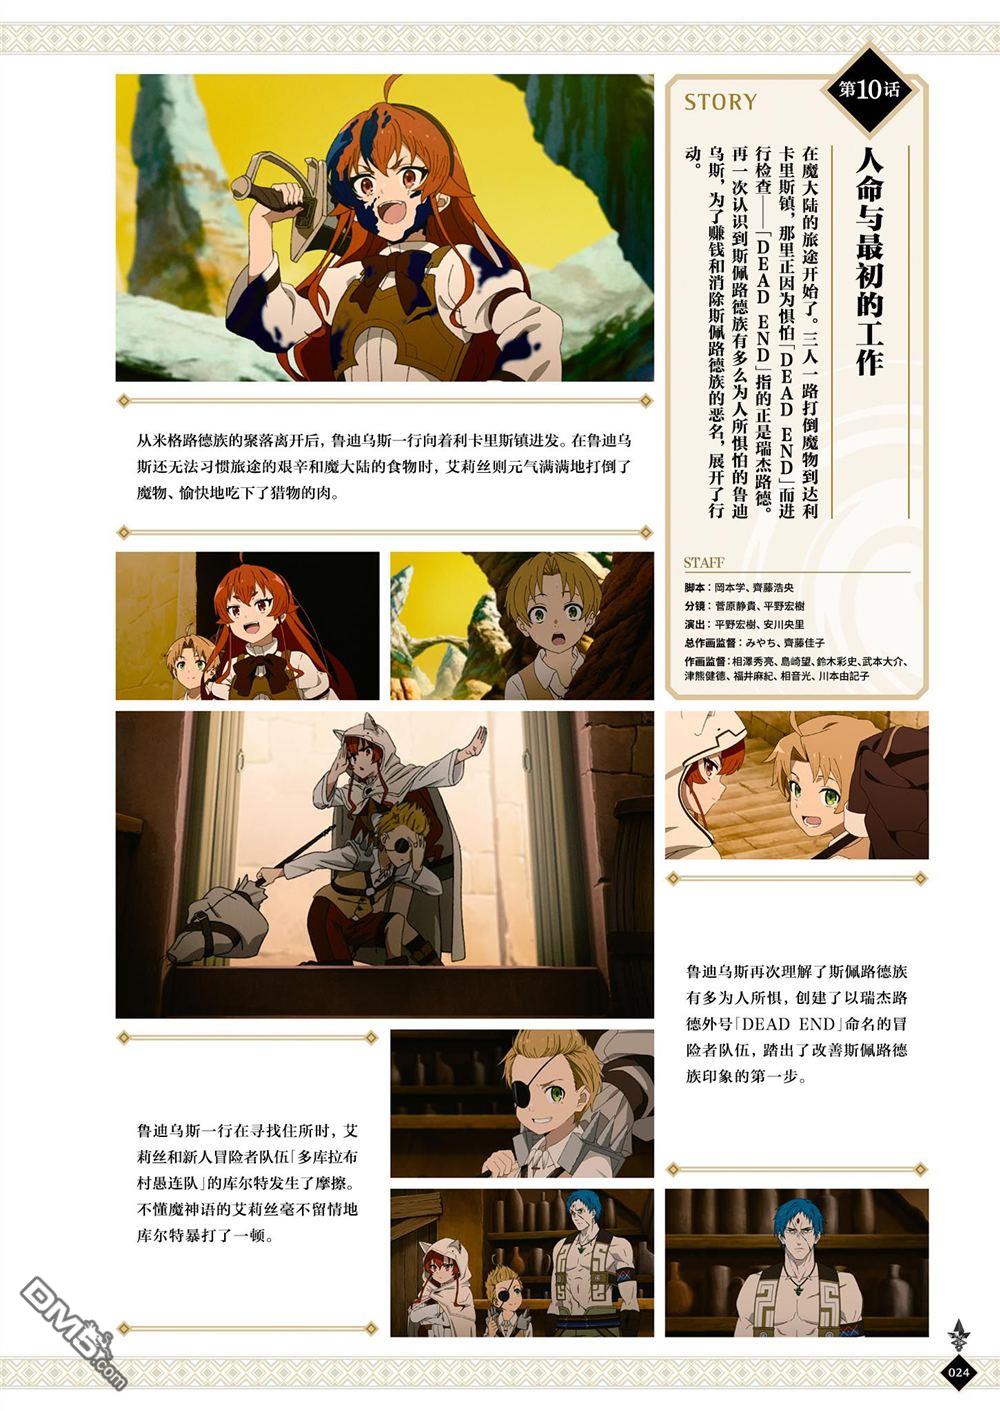 第10话
STORY
人命与最初的工作
在魔大陆的旅途开始了。三人一路打倒魔物到达利
卡里斯镇，那里正因为惧怕「DEAD END」而进
行检查——「DEAD END」指的正是瑞杰路德。
再一次认识到斯佩路德族有多么为人所惧怕的鲁迪
乌斯，为了赚钱和消除斯佩路德族的恶名，展开了行
动。
STAFF
脚本：岡本学、齊藤浩央
分镜：菅原静貴、平野宏樹
演出：平野宏樹、安川央里
总作画监督：みやち、齊藤佳子
作画监督：相澤秀亮、島崎望、鈴木彩史、武本大介、
津熊健徳、福井麻紀、相音光、川本由記子
从米格路德族的聚落离开后，鲁迪乌斯一行向着利卡里斯镇进发。在鲁迪乌
斯还无法习惯旅途的艰辛和魔大陆的食物时，艾莉丝则元气满满地打倒了
魔物、愉快地吃下了猎物的肉。
鲁迪乌斯再次理解了斯佩路德族
有多为人所惧，创建了以瑞杰路
德外号「DEAD END」命名的冒
险者队伍，踏出了改善斯佩路德
族印象的第一步。
鲁迪乌斯一行在寻找住所时，艾
莉丝和新人冒险者队伍「多库拉布
村愚连队」的库尔特发生了摩擦。
不懂魔神语的艾莉丝毫不留情地
库尔特暴打了一顿。
024